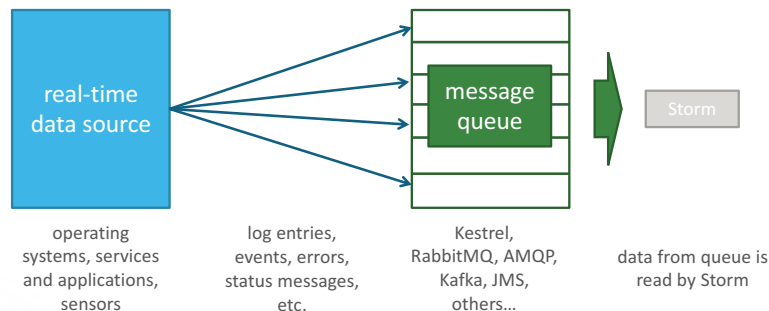 real-time
data source
message
queue
Storm
operating
systems, services
and applications,
sensors
log entries,
events, errors,
status messages,
etc.
Kestrel,
RabbitMQ, AMQP,
Kafka, JMS,
others…
data from queue is
read by Storm